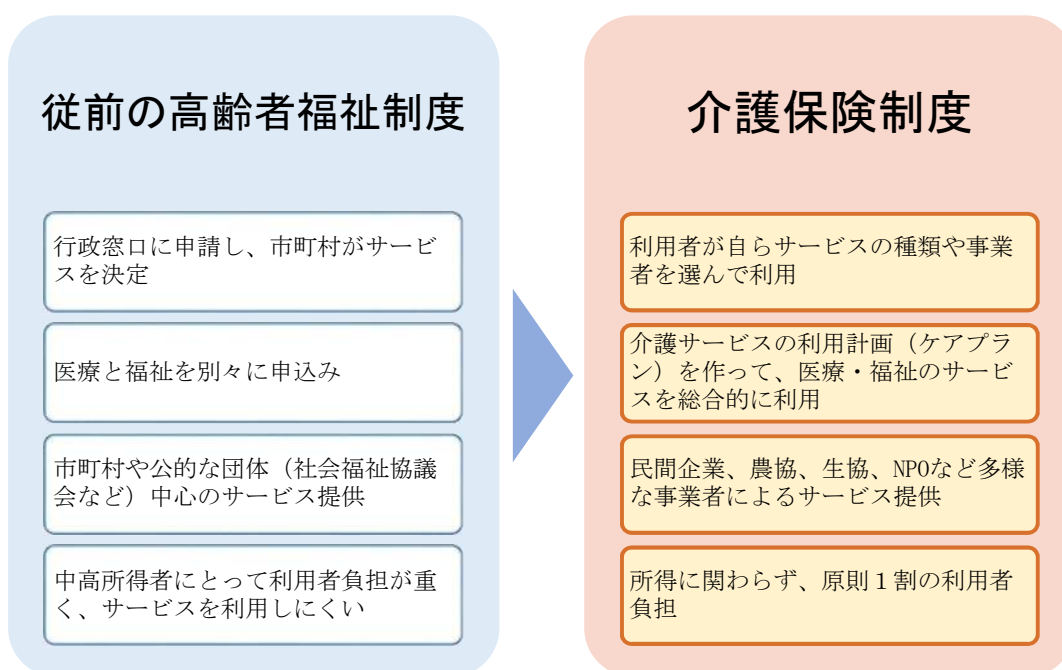 従前の高齢者福祉制度
行政窓口に申請し、市町村がサービ
スを決定
医療と福祉を別々に申込み
市町村や公的な団体（社会福祉協議
会など）中心のサービス提供
中高所得者にとって利用者負担が重
く、サービスを利用しにくい
介護保険制度
利用者が自らサービスの種類や事業
者を選んで利用
介護サービスの利用計画（ケアプラ
ン）を作って、医療・福祉のサービ
スを総合的に利用
民間企業、農協、生協、NPOなど多様
な事業者によるサービス提供
所得に関わらず、原則１割の利用者
負担